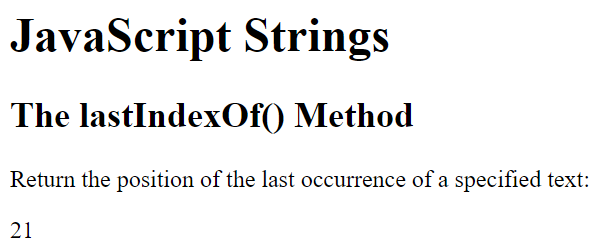 JavaScript Strings
The lastIndexOf() Method
Return the position of the last occurrence of a specified text:
21